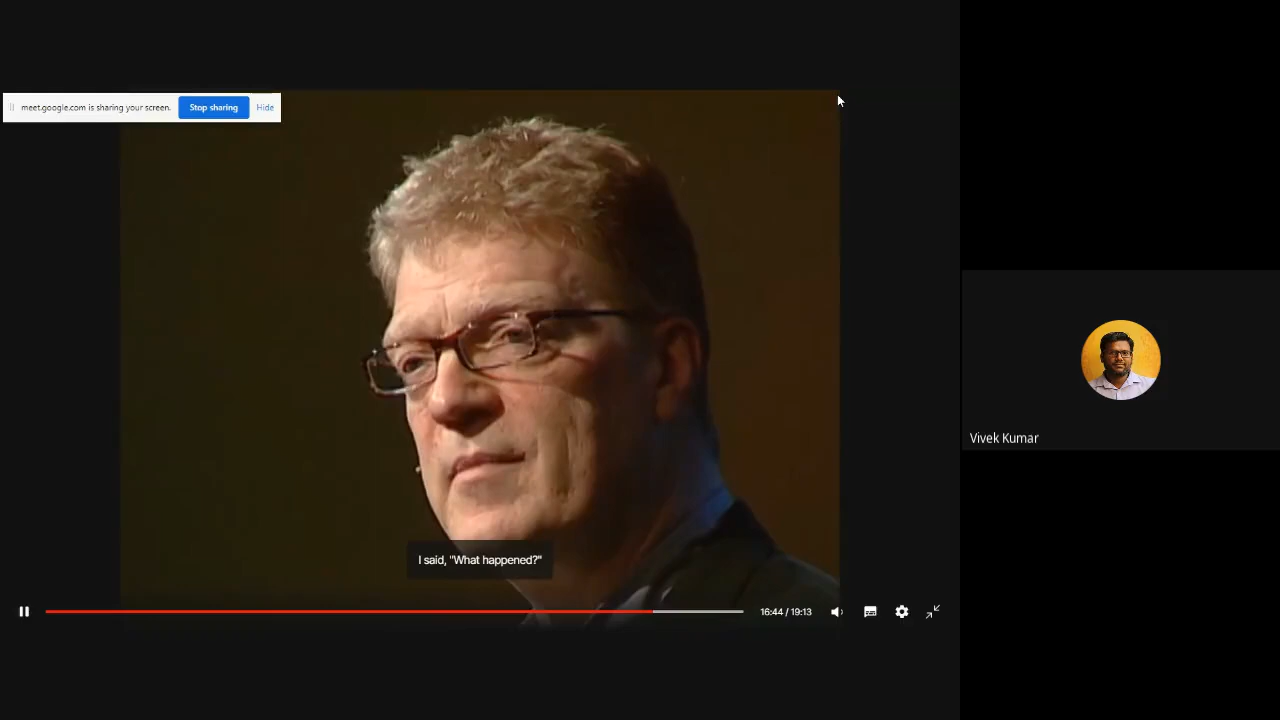 meet.google.com is sharing your screen. Stop sharing Hide
I said, "What happened?"
16:44 / 19:13
Vivek Kumar